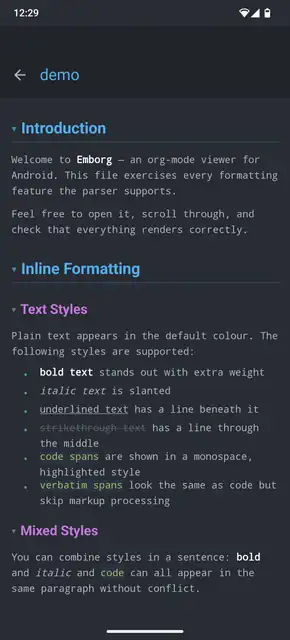 12:29
demo
Introduction
Welcome to Emborg — an org-mode viewer for
Android. This file exercises every formatting
feature the parser supports.
Feel free to open it, scroll through, and
check that everything renders correctly.
Inline Formatting
Text Styles
Plain text appears in the default colour. The
following styles are supported:
• bold text stands out with extra weight
• italic text is slanted
• underlined text has a line beneath it
• strikethrough text has a line through
the middle
• code spans are shown in a monospace,
highlighted style
• verbatim spans look the same as code but
skip markup processing
Mixed Styles
You can combine styles in a sentence: bold
and italic and code can all appear in the
same paragraph without conflict.